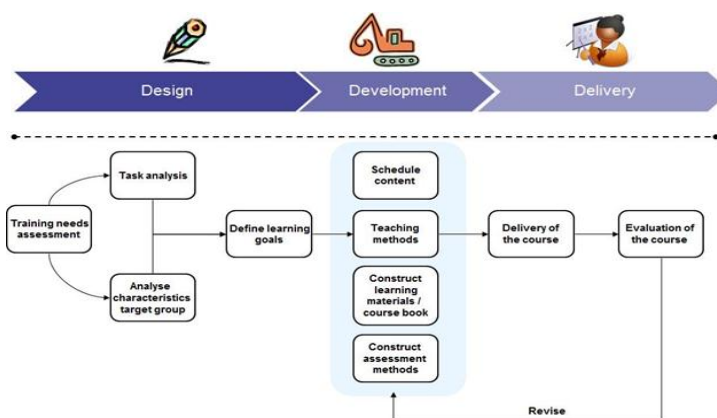 Design
Development
Delivery
Task analysis
Training needs
assessment
Analyse
characteristics
target group
Define learning
goals
Schedule
content
Teaching
methods
Construct
learning
materials /
course book
Construct
assessment
methods
Delivery of
the course
Evaluation of
the course
Revise